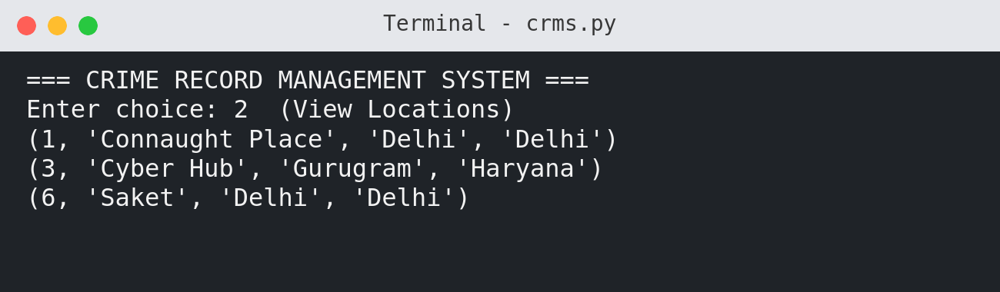 Terminal - crms.py
=== CRIME RECORD MANAGEMENT SYSTEM ===
Enter choice: 2  (View Locations)
(1, 'Connaught Place', 'Delhi', 'Delhi')
(3, 'Cyber Hub', 'Gurugram', 'Haryana')
(6, 'Saket', 'Delhi', 'Delhi')